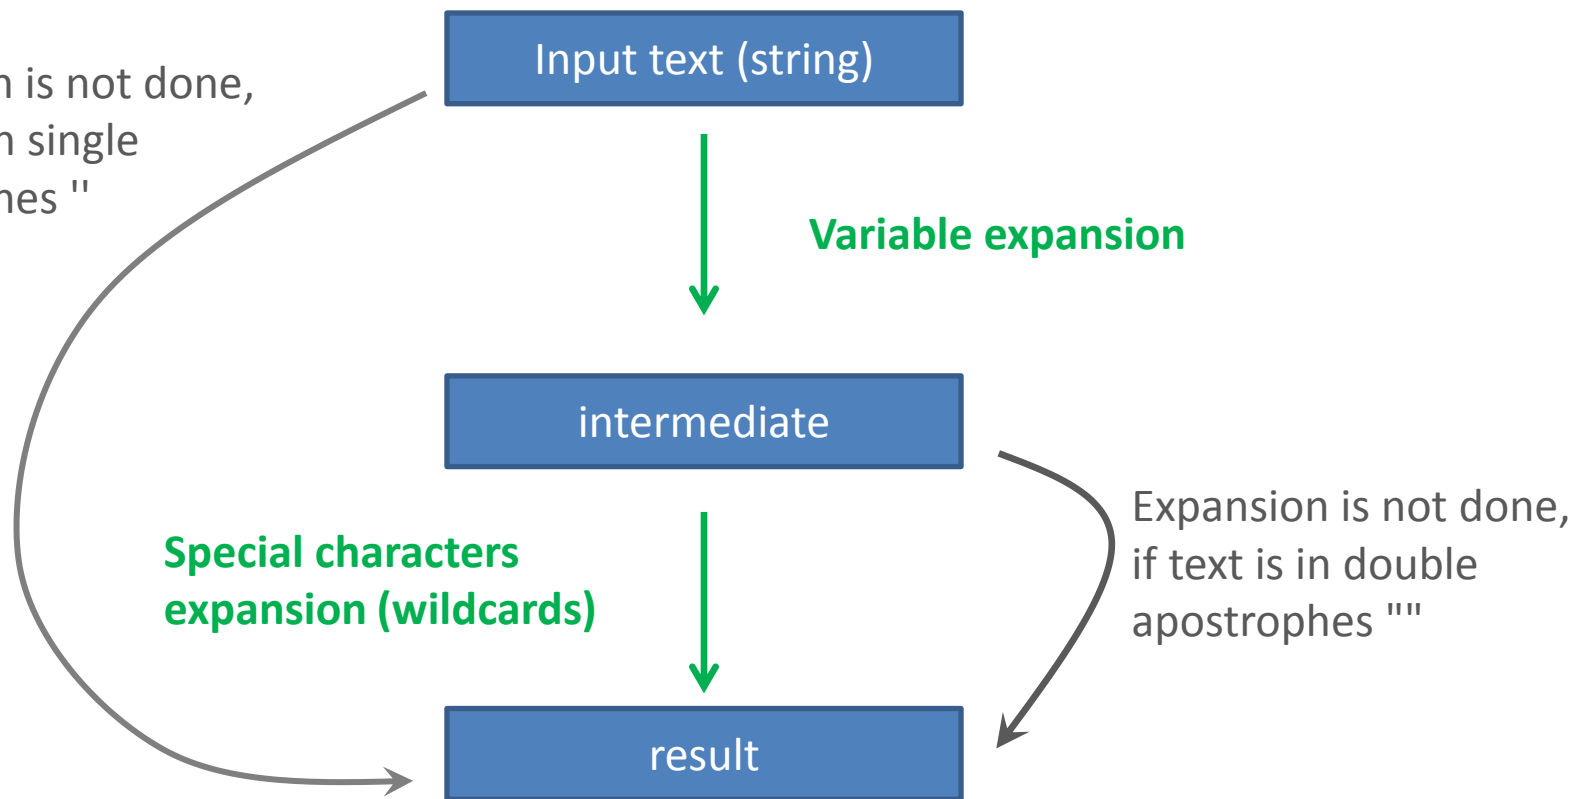 Input text (string)
is not done,
single
''
Variable expansion
intermediate
Special characters
expansion (wildcards)
Expansion is not done,
if text is in double
apostrophes ""
result